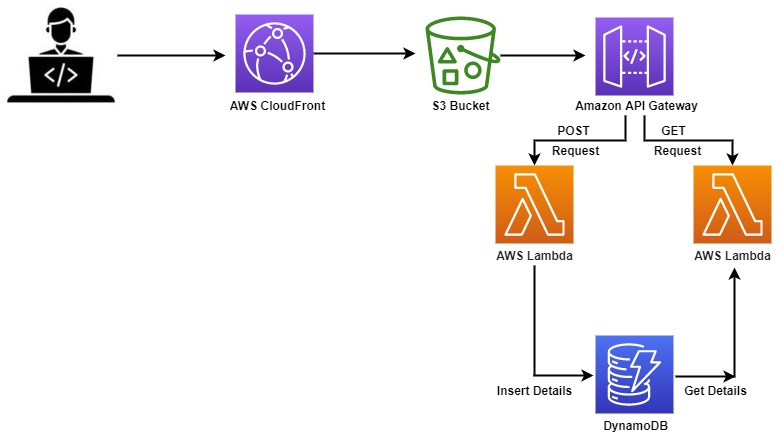 </>
AWS CloudFront
S3 Bucket
</>
Amazon API Gateway
POST
Request
GET
Request
AWS Lambda
AWS Lambda
Insert Details
Get Details
DynamoDB